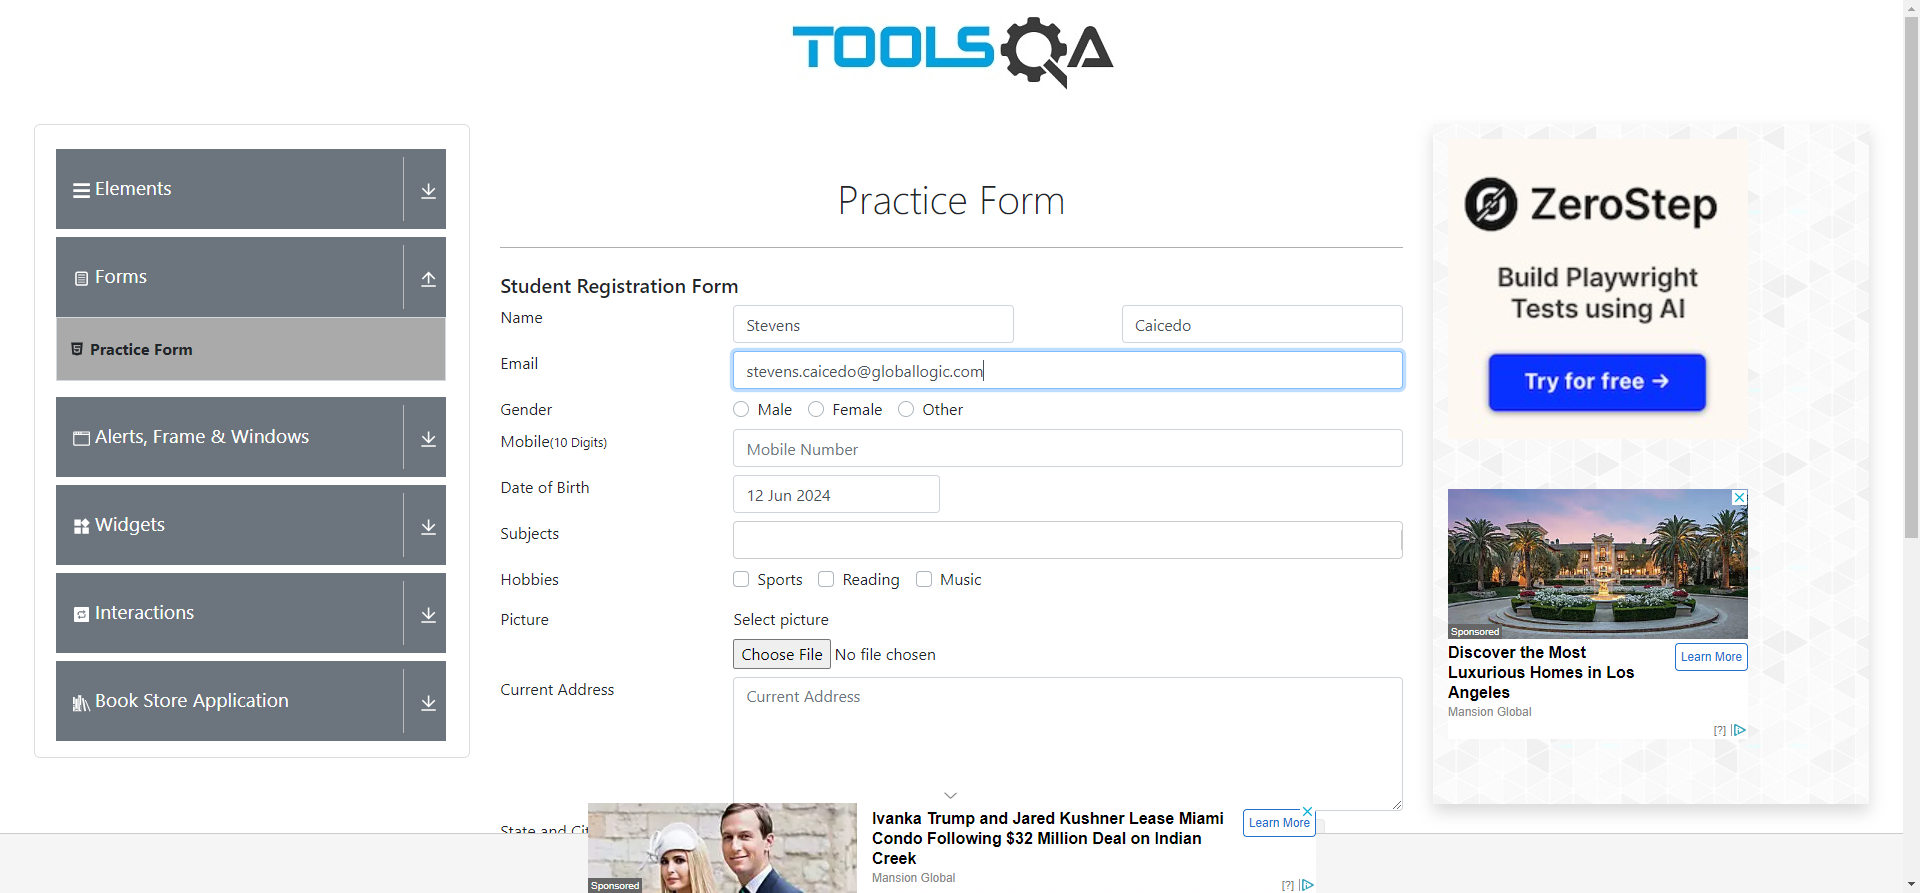 TOOLSQA
Elements
Forms
Practice Form
Alerts, Frame & Windows
Widgets
Interactions
Book Store Application
Practice Form
Student Registration Form
Name
Stevens
Caicedo
Email
stevens.caicedo@globallogic.com
Gender
Male
Female
Other
Mobile(10 Digits)
Mobile Number
Date of Birth
12 Jun 2024
Subjects
Hobbies
Sports
Reading
Music
Picture
Select picture
Choose File No file chosen
Current Address
Current Address
State and Cit
ZeroStep
Build Playwright
Tests using AI
Try for free →
Sponsored
Discover the Most
Luxurious Homes in Los
Angeles
Learn More
Mansion Global
[?]
Sponsored
Ivanka Trump and Jared Kushner Lease Miami
Condo Following $32 Million Deal on Indian
Creek
Learn More
Mansion Global
[?]